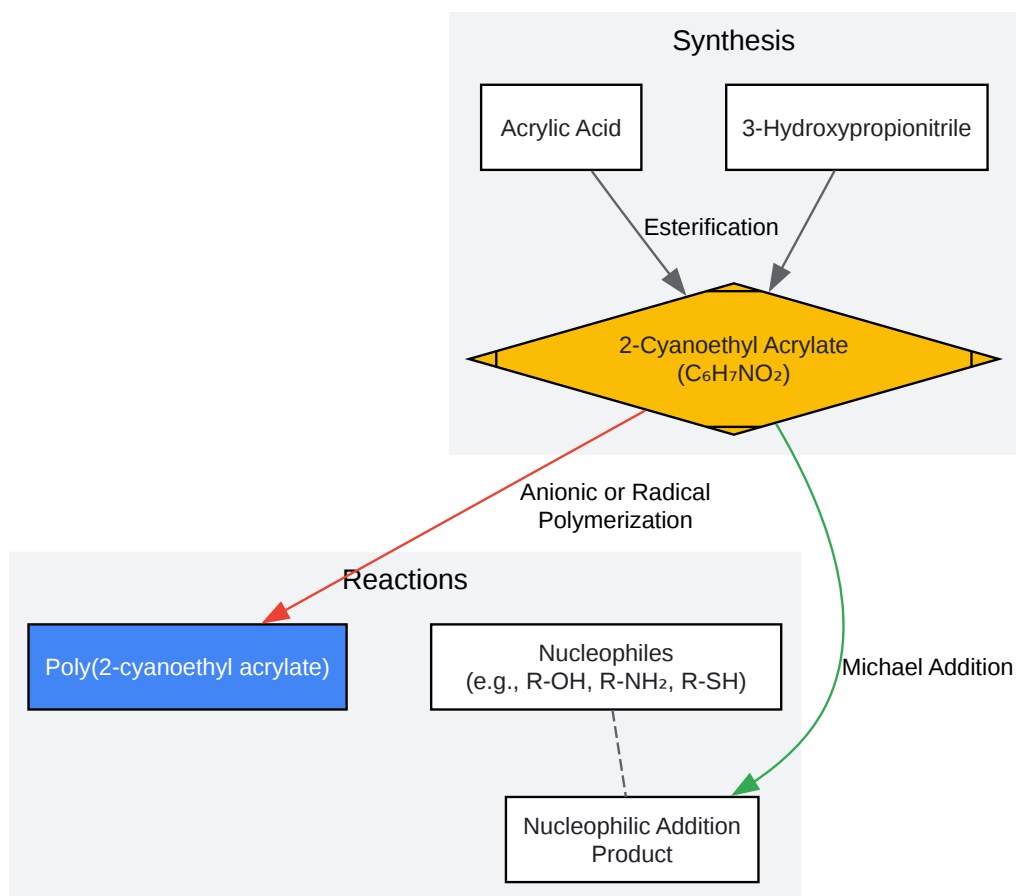 Synthesis
Acrylic Acid
3-Hydroxypropionitrile
Esterification
2-Cyanoethyl Acrylate
(C₆H₇NO₂)
Anionic or Radical
Polymerization
Reactions
Poly(2-cyanoethyl acrylate)
Nucleophiles
(e.g., R-OH, R-NH₂, R-SH)
Michael Addition
Nucleophilic Addition
Product